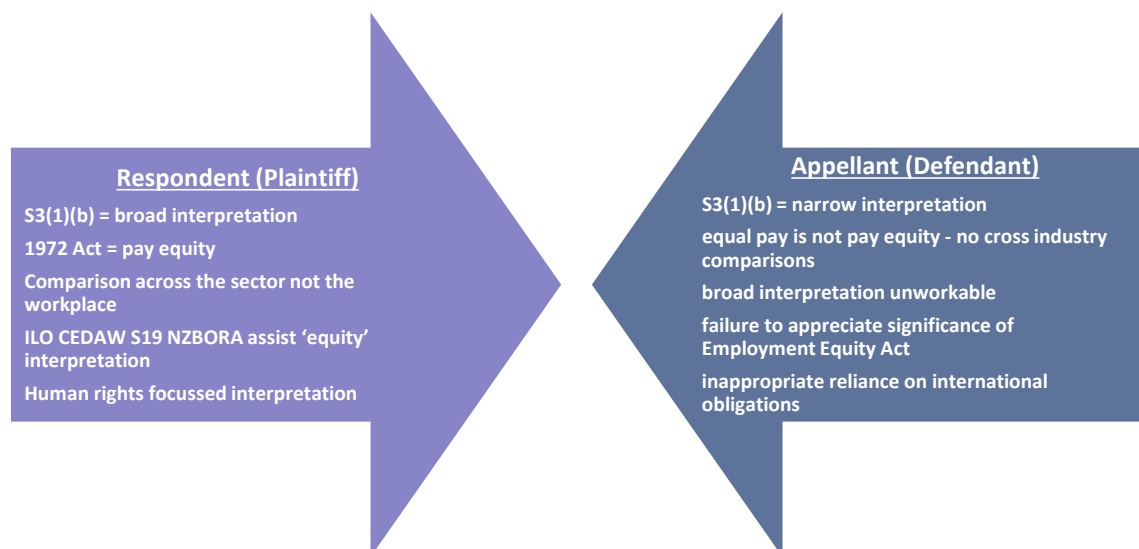 Respondent (Plaintiff)
S3(1)(b) = broad interpretation
1972 Act = pay equity
Comparison across the sector not the
workplace
ILO CEDAW S19 NZBORA assist ‘equity’
interpretation
Human rights focussed interpretation
Appellant (Defendant)
S3(1)(b) = narrow interpretation
equal pay is not pay equity - no cross industry
comparisons
broad interpretation unworkable
failure to appreciate significance of
Employment Equity Act
inappropriate reliance on international
obligations